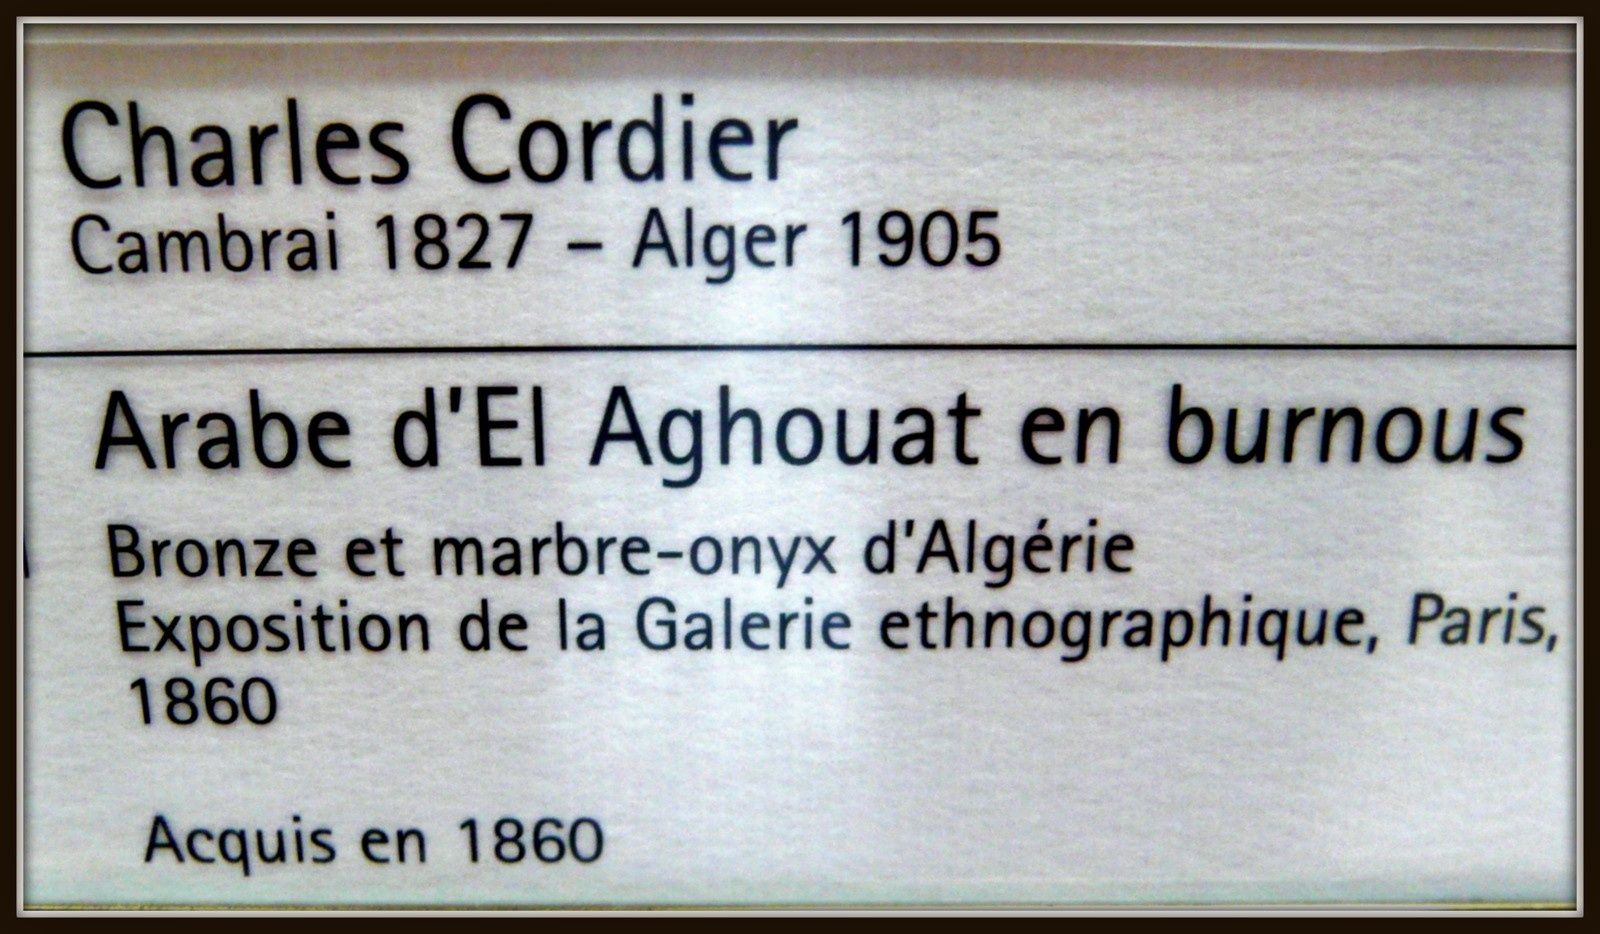 Charles Cordier
Cambrai 1827 – Alger 1905
Arabe d'El Aghouat en burnous
Bronze et marbre-onyx d'Algérie
Exposition de la Galerie ethnographique, Paris,
1860
Acquis en 1860